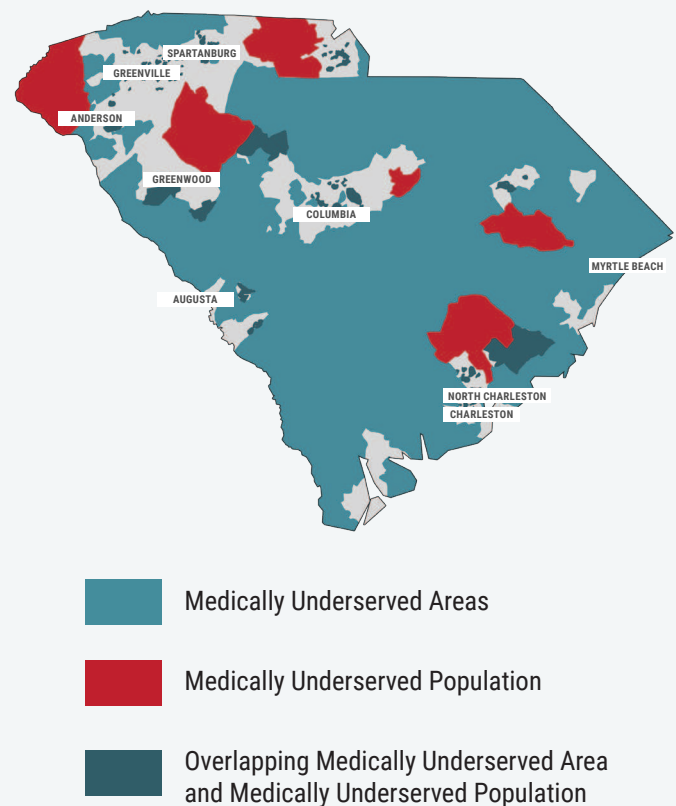 SPARTANBURG
GREENVILLE
ANDERSON
GREENWOOD
COLUMBIA
MYRTLE BEACH
AUGUSTA
NORTH CHARLESTON
CHARLESTON
Medically Underserved Areas
Medically Underserved Population
Overlapping Medically Underserved Area
and Medically Underserved Population